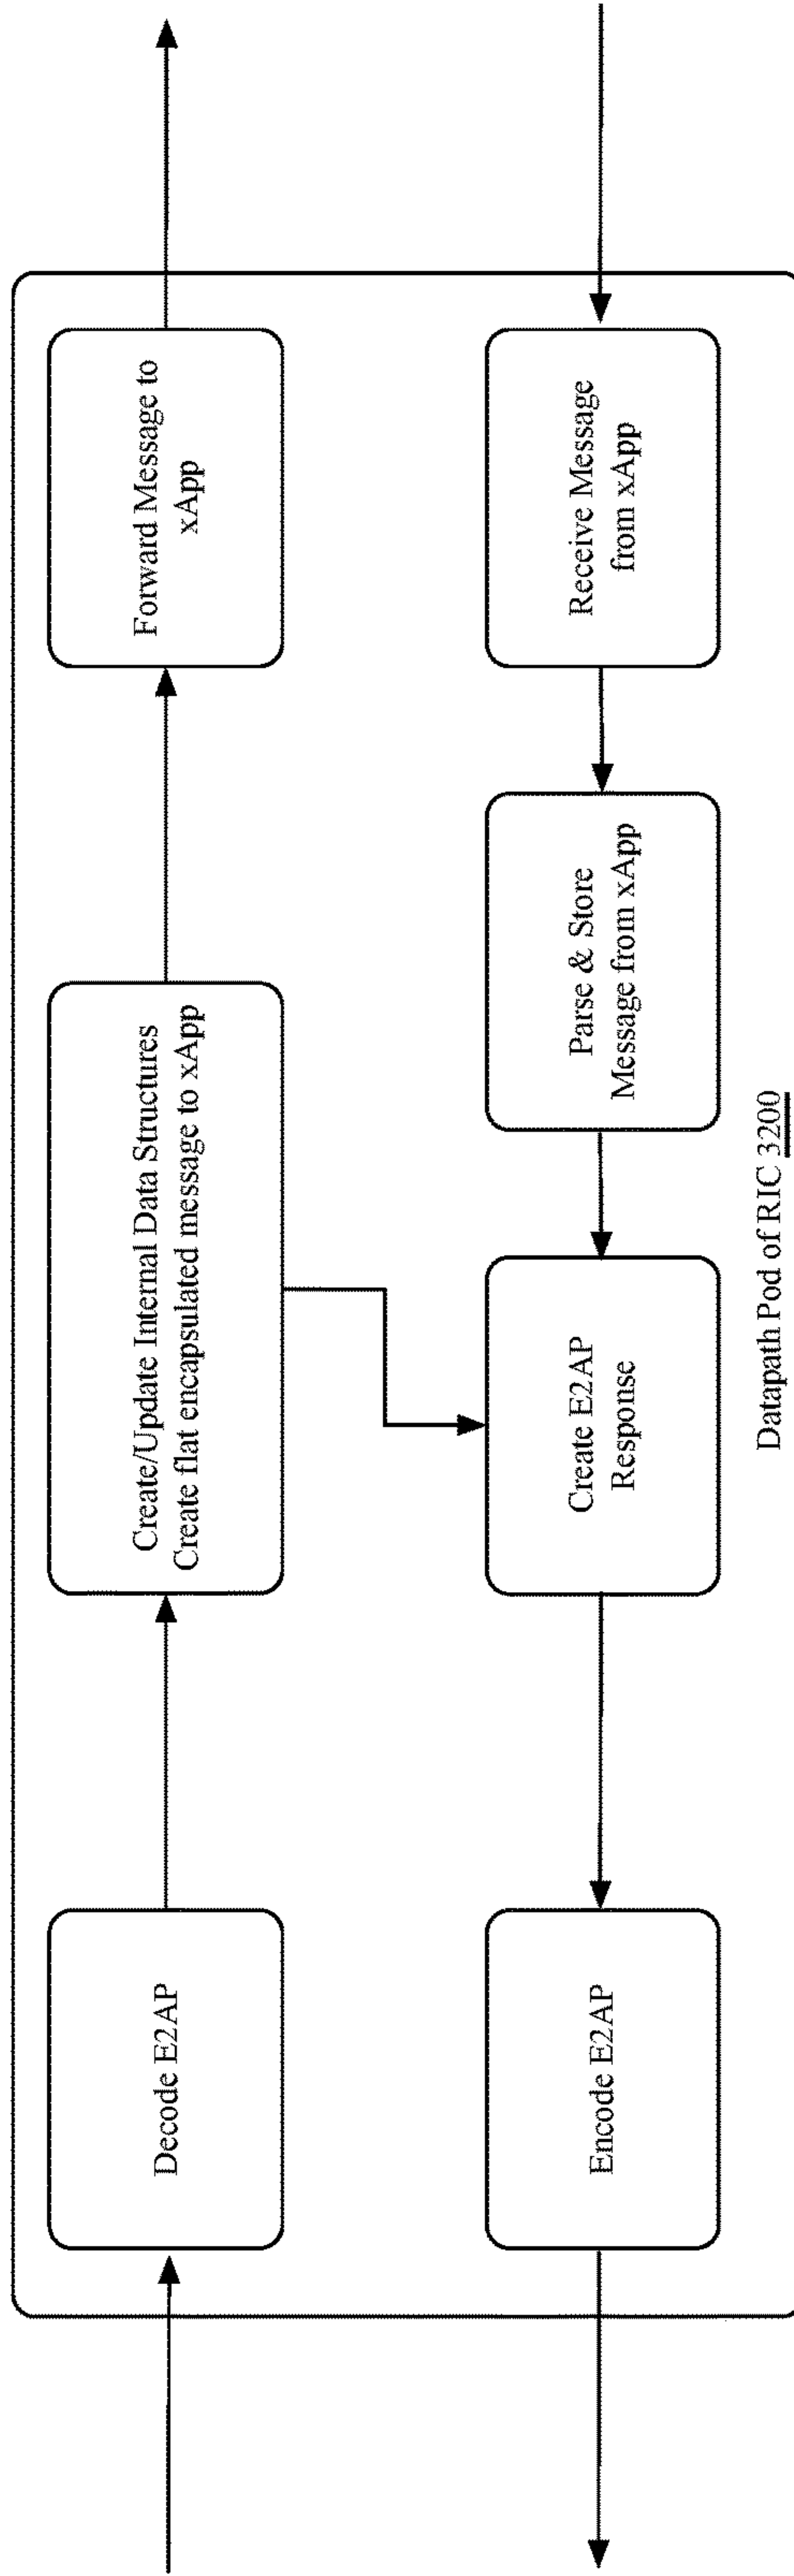 Decode E2AP
Create/Update Internal Data Structures
Create flat encapsulated message to xApp
Forward Message to
xApp
Encode E2AP
Create E2AP
Response
Parse & Store
Message from xApp
Receive Message
from xApp
Datapath Pod of RIC 3200